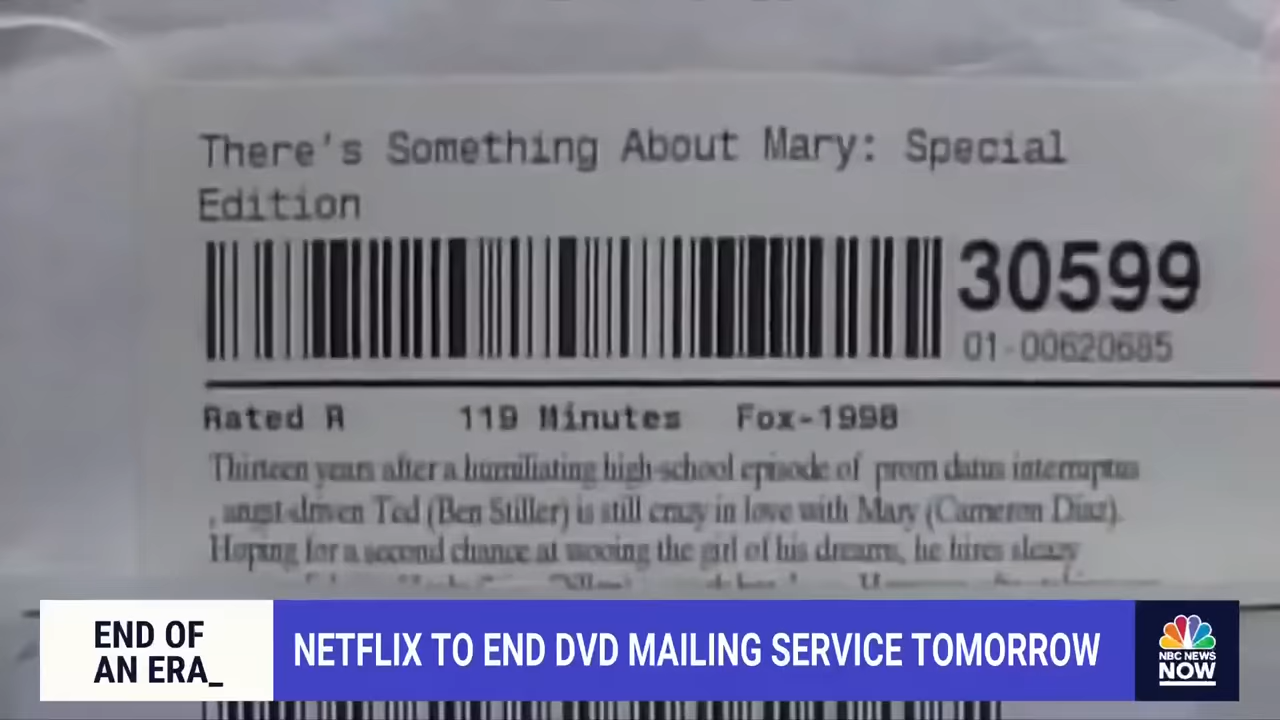 There's Something About Mary: Special
Edition
30599
01-00620685
Rated R 119 Minutes Fox-1998
Thirteen years after a humiliating high-school episode of prom datus interruptus
, angst-driven Ted (Ben Stiller) is still crazy in love with Mary (Cameron Diaz).
Hoping for a second chance at wooing the girl of his dreams, he hires sleazy
END OF
AN ERA_
NETFLIX TO END DVD MAILING SERVICE TOMORROW
NBC NEWS
NOW